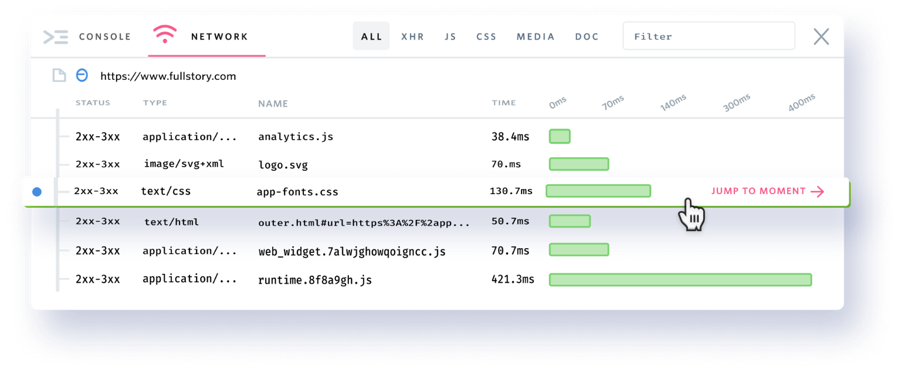 CONSOLE NETWORK ALL XHR JS CSS MEDIA DOC Filter
https://www.fullstory.com
STATUS TYPE NAME TIME 0ms 70ms 140ms 300ms 400ms
2xx-3xx application/... analytics.js 38.4ms
2xx-3xx image/svg+xml logo.svg 70.ms
2xx-3xx text/css app-fonts.css 130.7ms JUMP TO MOMENT
2xx-3xx text/html outer.html#url=https%3A%2F%2app... 50.7ms
2xx-3xx application/... web_widget.7alwjghowqoigncc.js 70.7ms
2xx-3xx application/... runtime.8f8a9gh.js 421.3ms